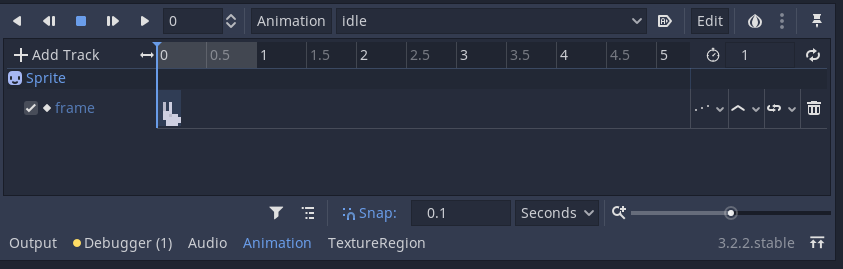 0 Animation idle Edit
Add Track 0 0.5 1 1.5 2 2.5 3 3.5 4 4.5 5 1
Sprite
frame
Snap: 0.1 Seconds
Output Debugger (1) Audio Animation TextureRegion 3.2.2.stable